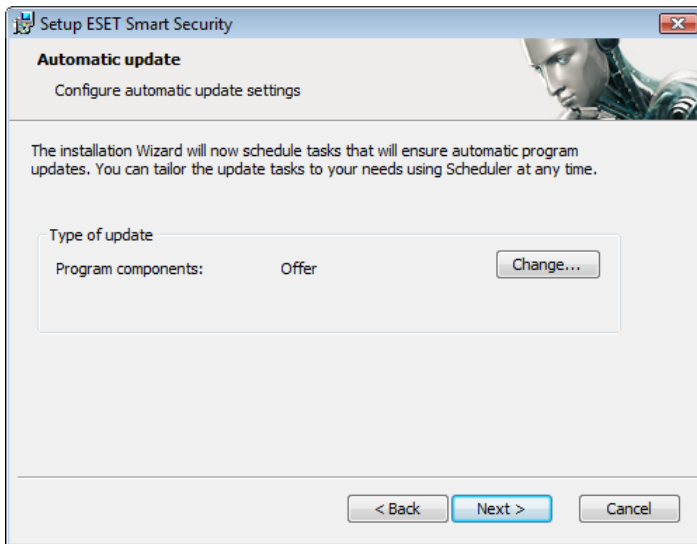 Setup ESET Smart Security
Automatic update
Configure automatic update settings
The installation Wizard will now schedule tasks that will ensure automatic program
updates. You can tailor the update tasks to your needs using Scheduler at any time.
Type of update
Program components: Offer Change...
< Back Next > Cancel